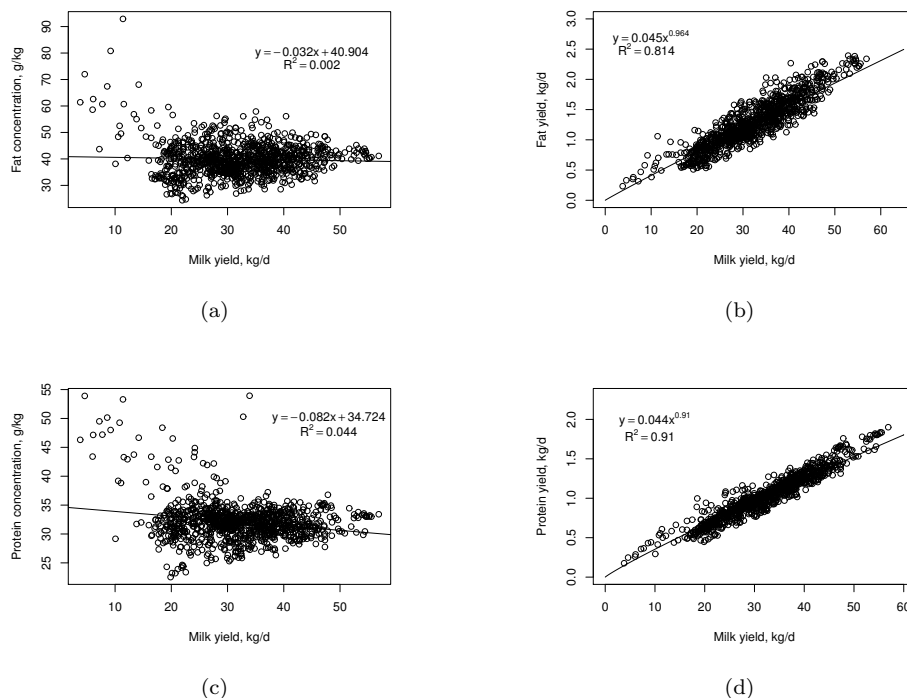 y = −0.032x + 40.904
R² = 0.002
Fat concentration, g/kg
30 40 50 60 70 80 90
10 20 30 40 50
Milk yield, kg/d
(a)
y = 0.045x^0.964
R² = 0.814
Fat yield, kg/d
0.0 0.5 1.0 1.5 2.0 2.5 3.0
0 10 20 30 40 50 60
Milk yield, kg/d
(b)
y = −0.082x + 34.724
R² = 0.044
Protein concentration, g/kg
25 30 35 40 45 50 55
10 20 30 40 50
Milk yield, kg/d
(c)
y = 0.044x^0.91
R² = 0.91
Protein yield, kg/d
0.0 0.5 1.0 1.5 2.0
0 10 20 30 40 50 60
Milk yield, kg/d
(d)